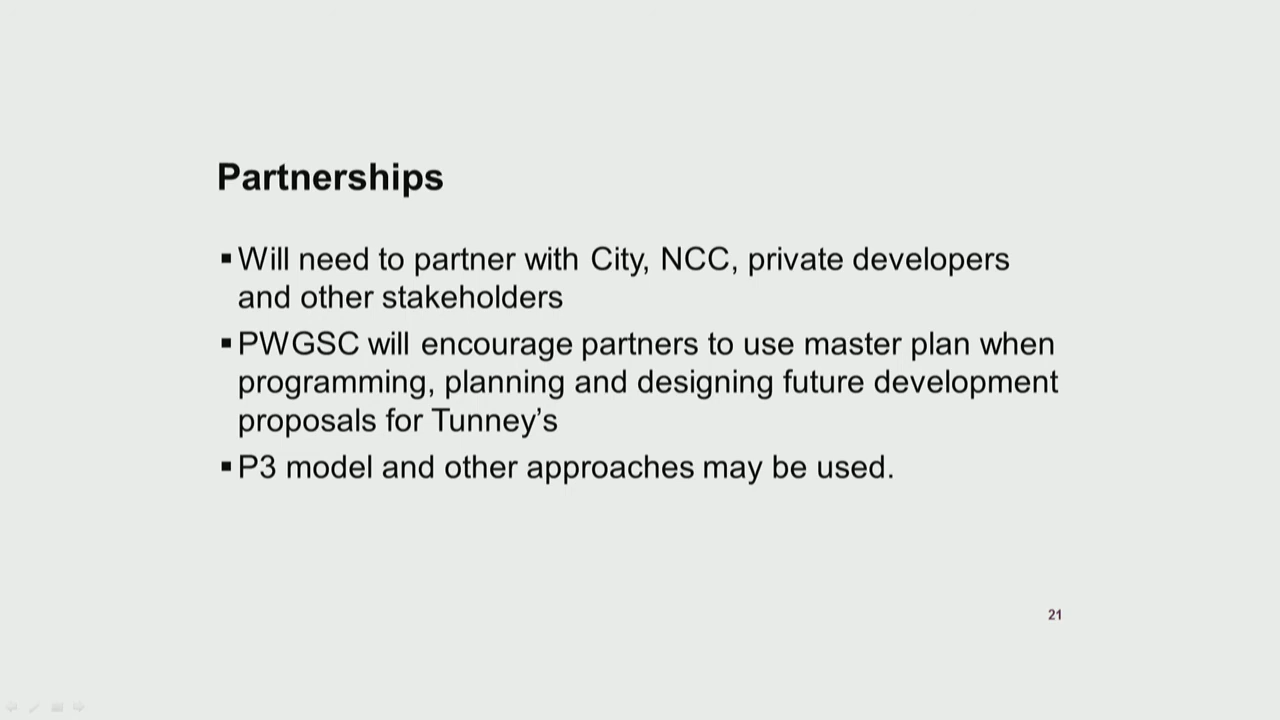 Partnerships
▪Will need to partner with City, NCC, private developers
and other stakeholders
▪PWGSC will encourage partners to use master plan when
programming, planning and designing future development
proposals for Tunney’s
▪P3 model and other approaches may be used.
21